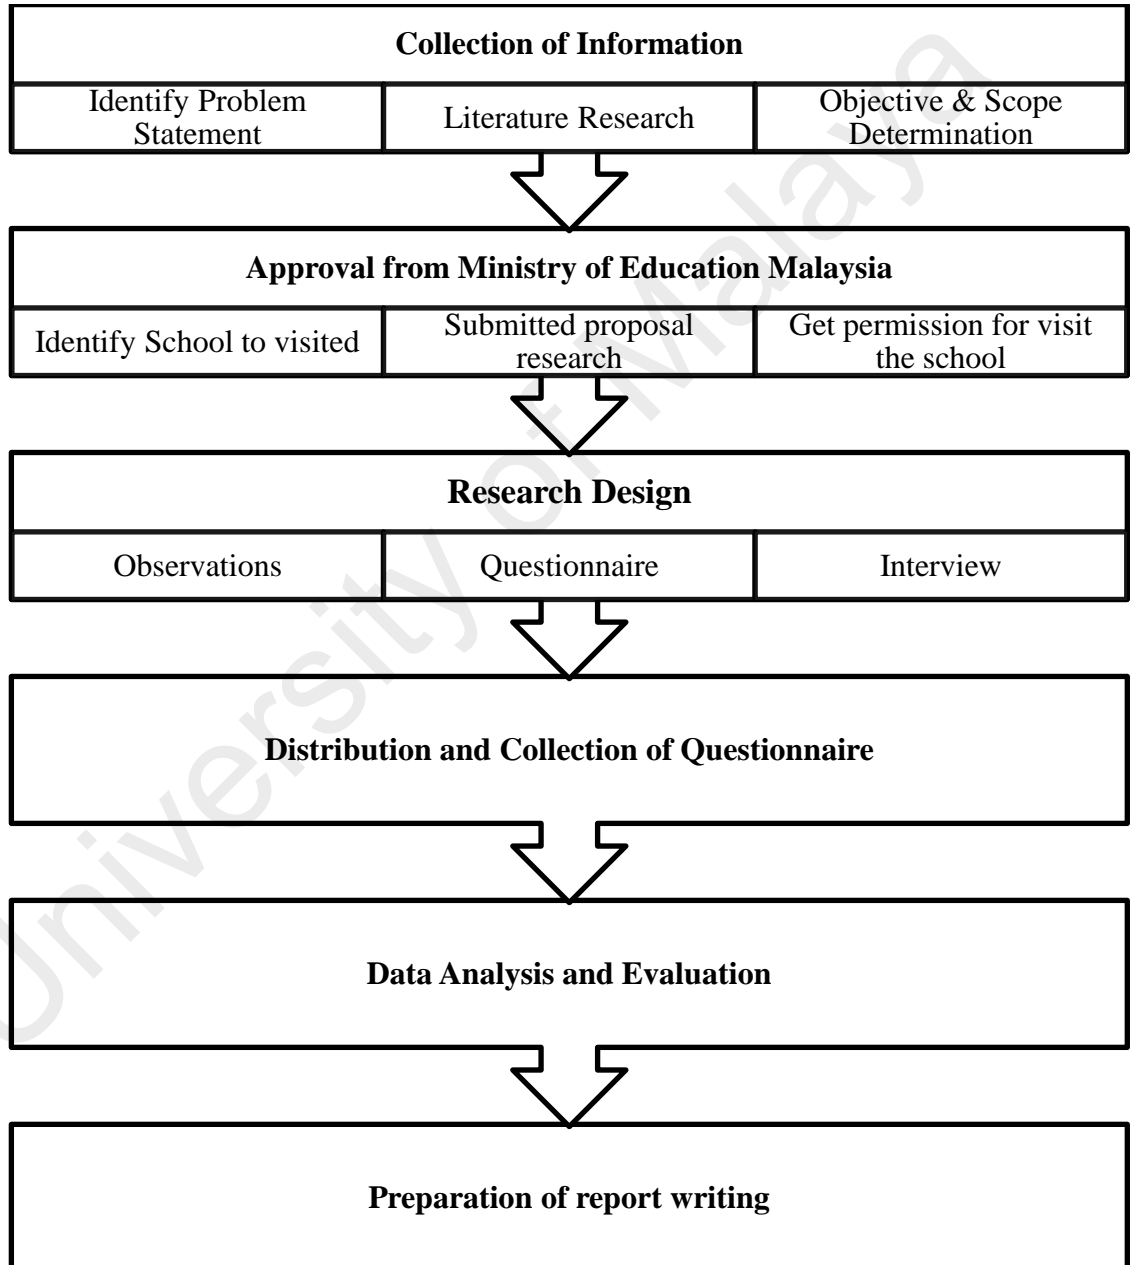 Collection of Information
Identify Problem
Statement
Literature Research
Objective & Scope
Determination
Approval from Ministry of Education Malaysia
Identify School to visited
Submitted proposal
research
Get permission for visit
the school
Research Design
Observations
Questionnaire
Interview
Distribution and Collection of Questionnaire
Data Analysis and Evaluation
Preparation of report writing
University of Malaya